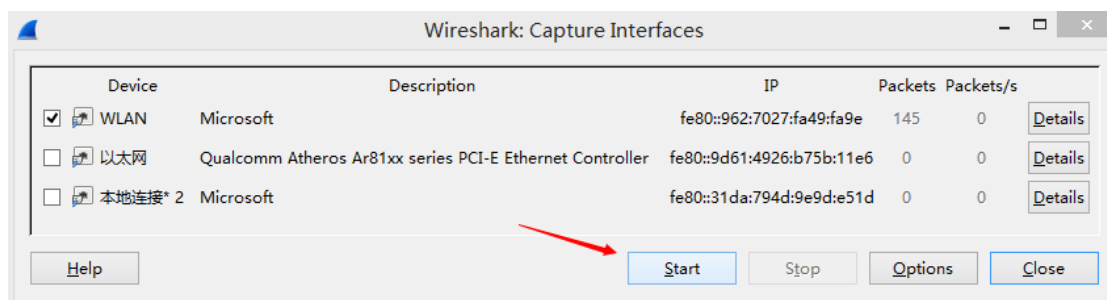 Wireshark: Capture Interfaces
Device Description IP Packets Packets/s
WLAN Microsoft fe80::962:7027:fa49:fa9e 145 0 Details
以太网 Qualcomm Atheros Ar81xx series PCI-E Ethernet Controller fe80::9d61:4926:b75b:11e6 0 0 Details
本地连接* 2 Microsoft fe80::31da:794d:9e9d:e51d 0 0 Details
Help Start Stop Options Close